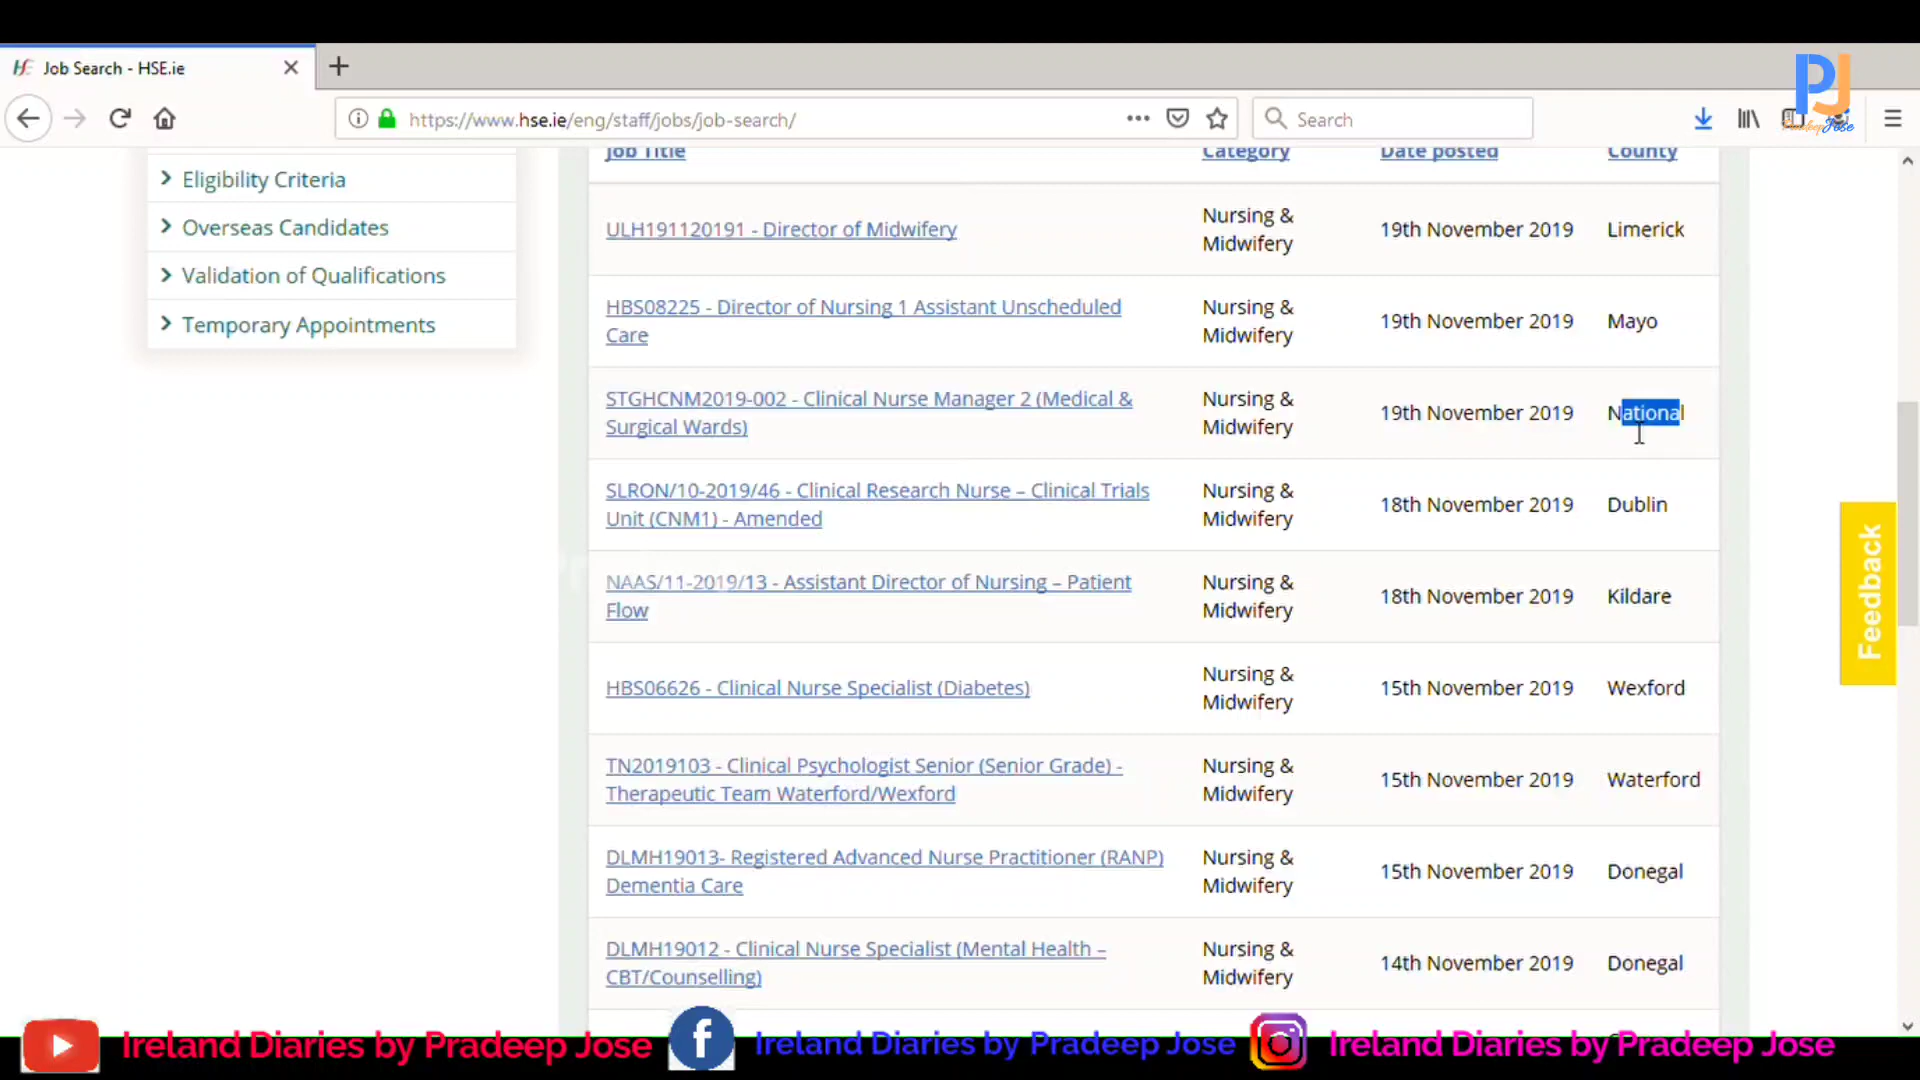 Job Search - HSE.ie
https://www.hse.ie/eng/staff/jobs/job-search/
Search
PJ
Pradeep Jose
Eligibility Criteria
Overseas Candidates
Validation of Qualifications
Temporary Appointments
Job Title Category Date posted County
ULH191120191 - Director of Midwifery
Nursing &
Midwifery
19th November 2019
Limerick
HBS08225 - Director of Nursing 1 Assistant Unscheduled
Care
Nursing &
Midwifery
19th November 2019
Mayo
STGHCNM2019-002 - Clinical Nurse Manager 2 (Medical &
Surgical Wards)
Nursing &
Midwifery
19th November 2019
National
SLRON/10-2019/46 - Clinical Research Nurse – Clinical Trials
Unit (CNM1) - Amended
Nursing &
Midwifery
18th November 2019
Dublin
NAAS/11-2019/13 - Assistant Director of Nursing – Patient
Flow
Nursing &
Midwifery
18th November 2019
Kildare
HBS06626 - Clinical Nurse Specialist (Diabetes)
Nursing &
Midwifery
15th November 2019
Wexford
TN2019103 - Clinical Psychologist Senior (Senior Grade) -
Therapeutic Team Waterford/Wexford
Nursing &
Midwifery
15th November 2019
Waterford
DLMH19013- Registered Advanced Nurse Practitioner (RANP)
Dementia Care
Nursing &
Midwifery
15th November 2019
Donegal
DLMH19012 - Clinical Nurse Specialist (Mental Health –
CBT/Counselling)
Nursing &
Midwifery
14th November 2019
Donegal
Feedback
Ireland Diaries by Pradeep Jose
Ireland Diaries by Pradeep Jose
Ireland Diaries by Pradeep Jose